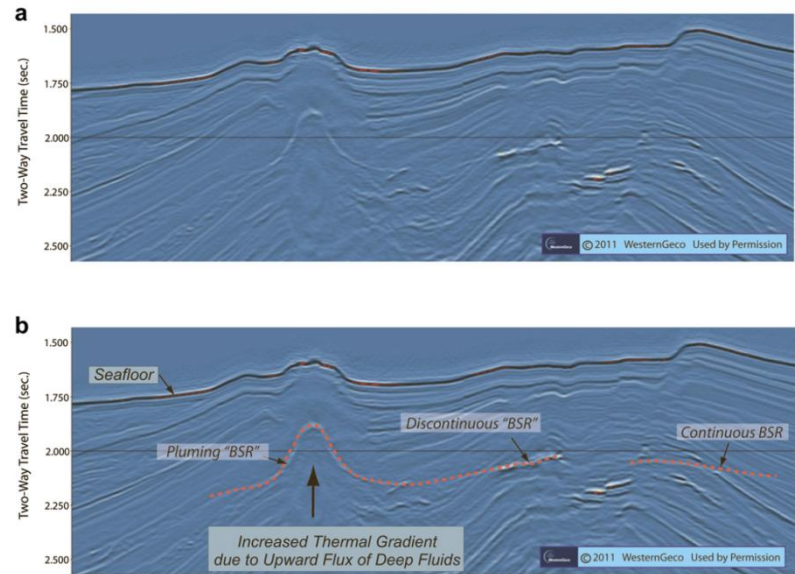 a
Two-Way Travel Time (sec.)
1.500
1.750
2.000
2.250
2.500
WesternGeco
© 2011 WesternGeco Used by Permission
b
Two-Way Travel Time (sec.)
1.500
1.750
2.000
2.250
2.500
Seafloor
Pluming "BSR"
Discontinuous "BSR"
Continuous BSR
Increased Thermal Gradient
due to Upward Flux of Deep Fluids
WesternGeco
© 2011 WesternGeco Used by Permission